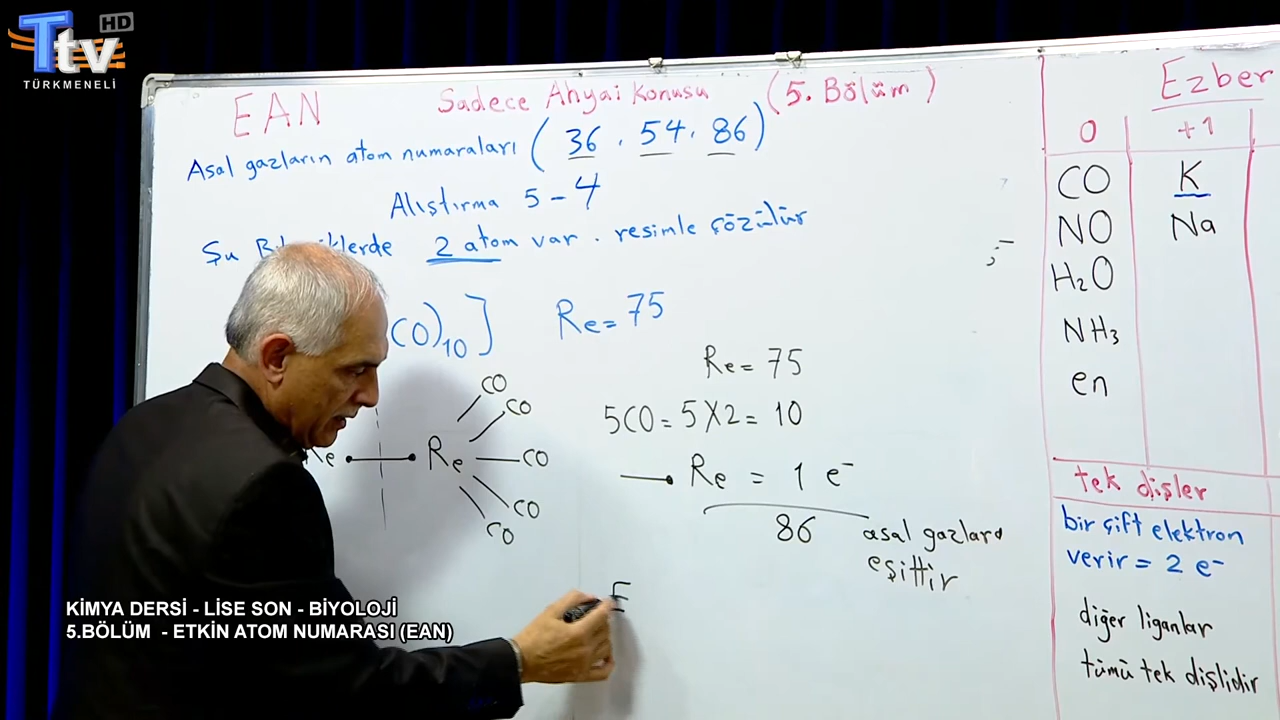 Ttv HD
TÜRKMENELİ
EAN Sadece Ahyai Konusu (5. Bölüm)
Asal gazların atom numaraları (36, 54, 86)
Alıştırma 5-4
Şu 2 atom var. resimle çözülür
CO)10] Re= 75
Re = 75
5CO = 5X2 = 10
Re = 1 e-
86 asal gazlara
eşittir
E
Re
CO
CO
CO
CO
CO
Ezber
0 +1
CO K
NO Na
H2O
NH3
en
tek dişler
bir çift elektron
verir = 2 e-
diğer liganlar
tümü tek dişlidir
KİMYA DERSİ - LİSE SON - BİYOLOJİ
5.BÖLÜM - ETKİN ATOM NUMARASI (EAN)